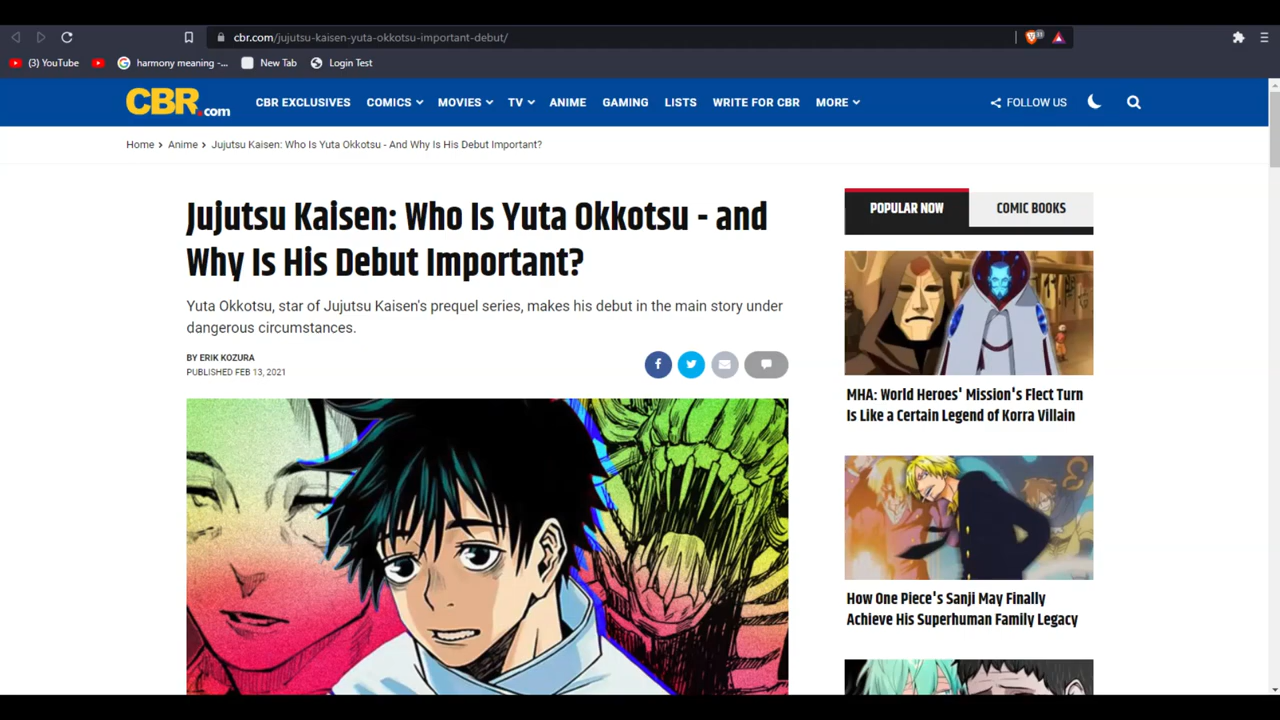 cbr.com/jujutsu-kaisen-yuta-okkotsu-important-debut/
31
(3) YouTube
harmony meaning -...
New Tab
Login Test
CBR.com
CBR EXCLUSIVES
COMICS
MOVIES
TV
ANIME
GAMING
LISTS
WRITE FOR CBR
MORE
FOLLOW US
Home > Anime > Jujutsu Kaisen: Who Is Yuta Okkotsu - And Why Is His Debut Important?
Jujutsu Kaisen: Who Is Yuta Okkotsu - and
Why Is His Debut Important?
Yuta Okkotsu, star of Jujutsu Kaisen's prequel series, makes his debut in the main story under
dangerous circumstances.
BY ERIK KOZURA
PUBLISHED FEB 13, 2021
POPULAR NOW
COMIC BOOKS
MHA: World Heroes' Mission's Flect Turn
Is Like a Certain Legend of Korra Villain
How One Piece's Sanji May Finally
Achieve His Superhuman Family Legacy